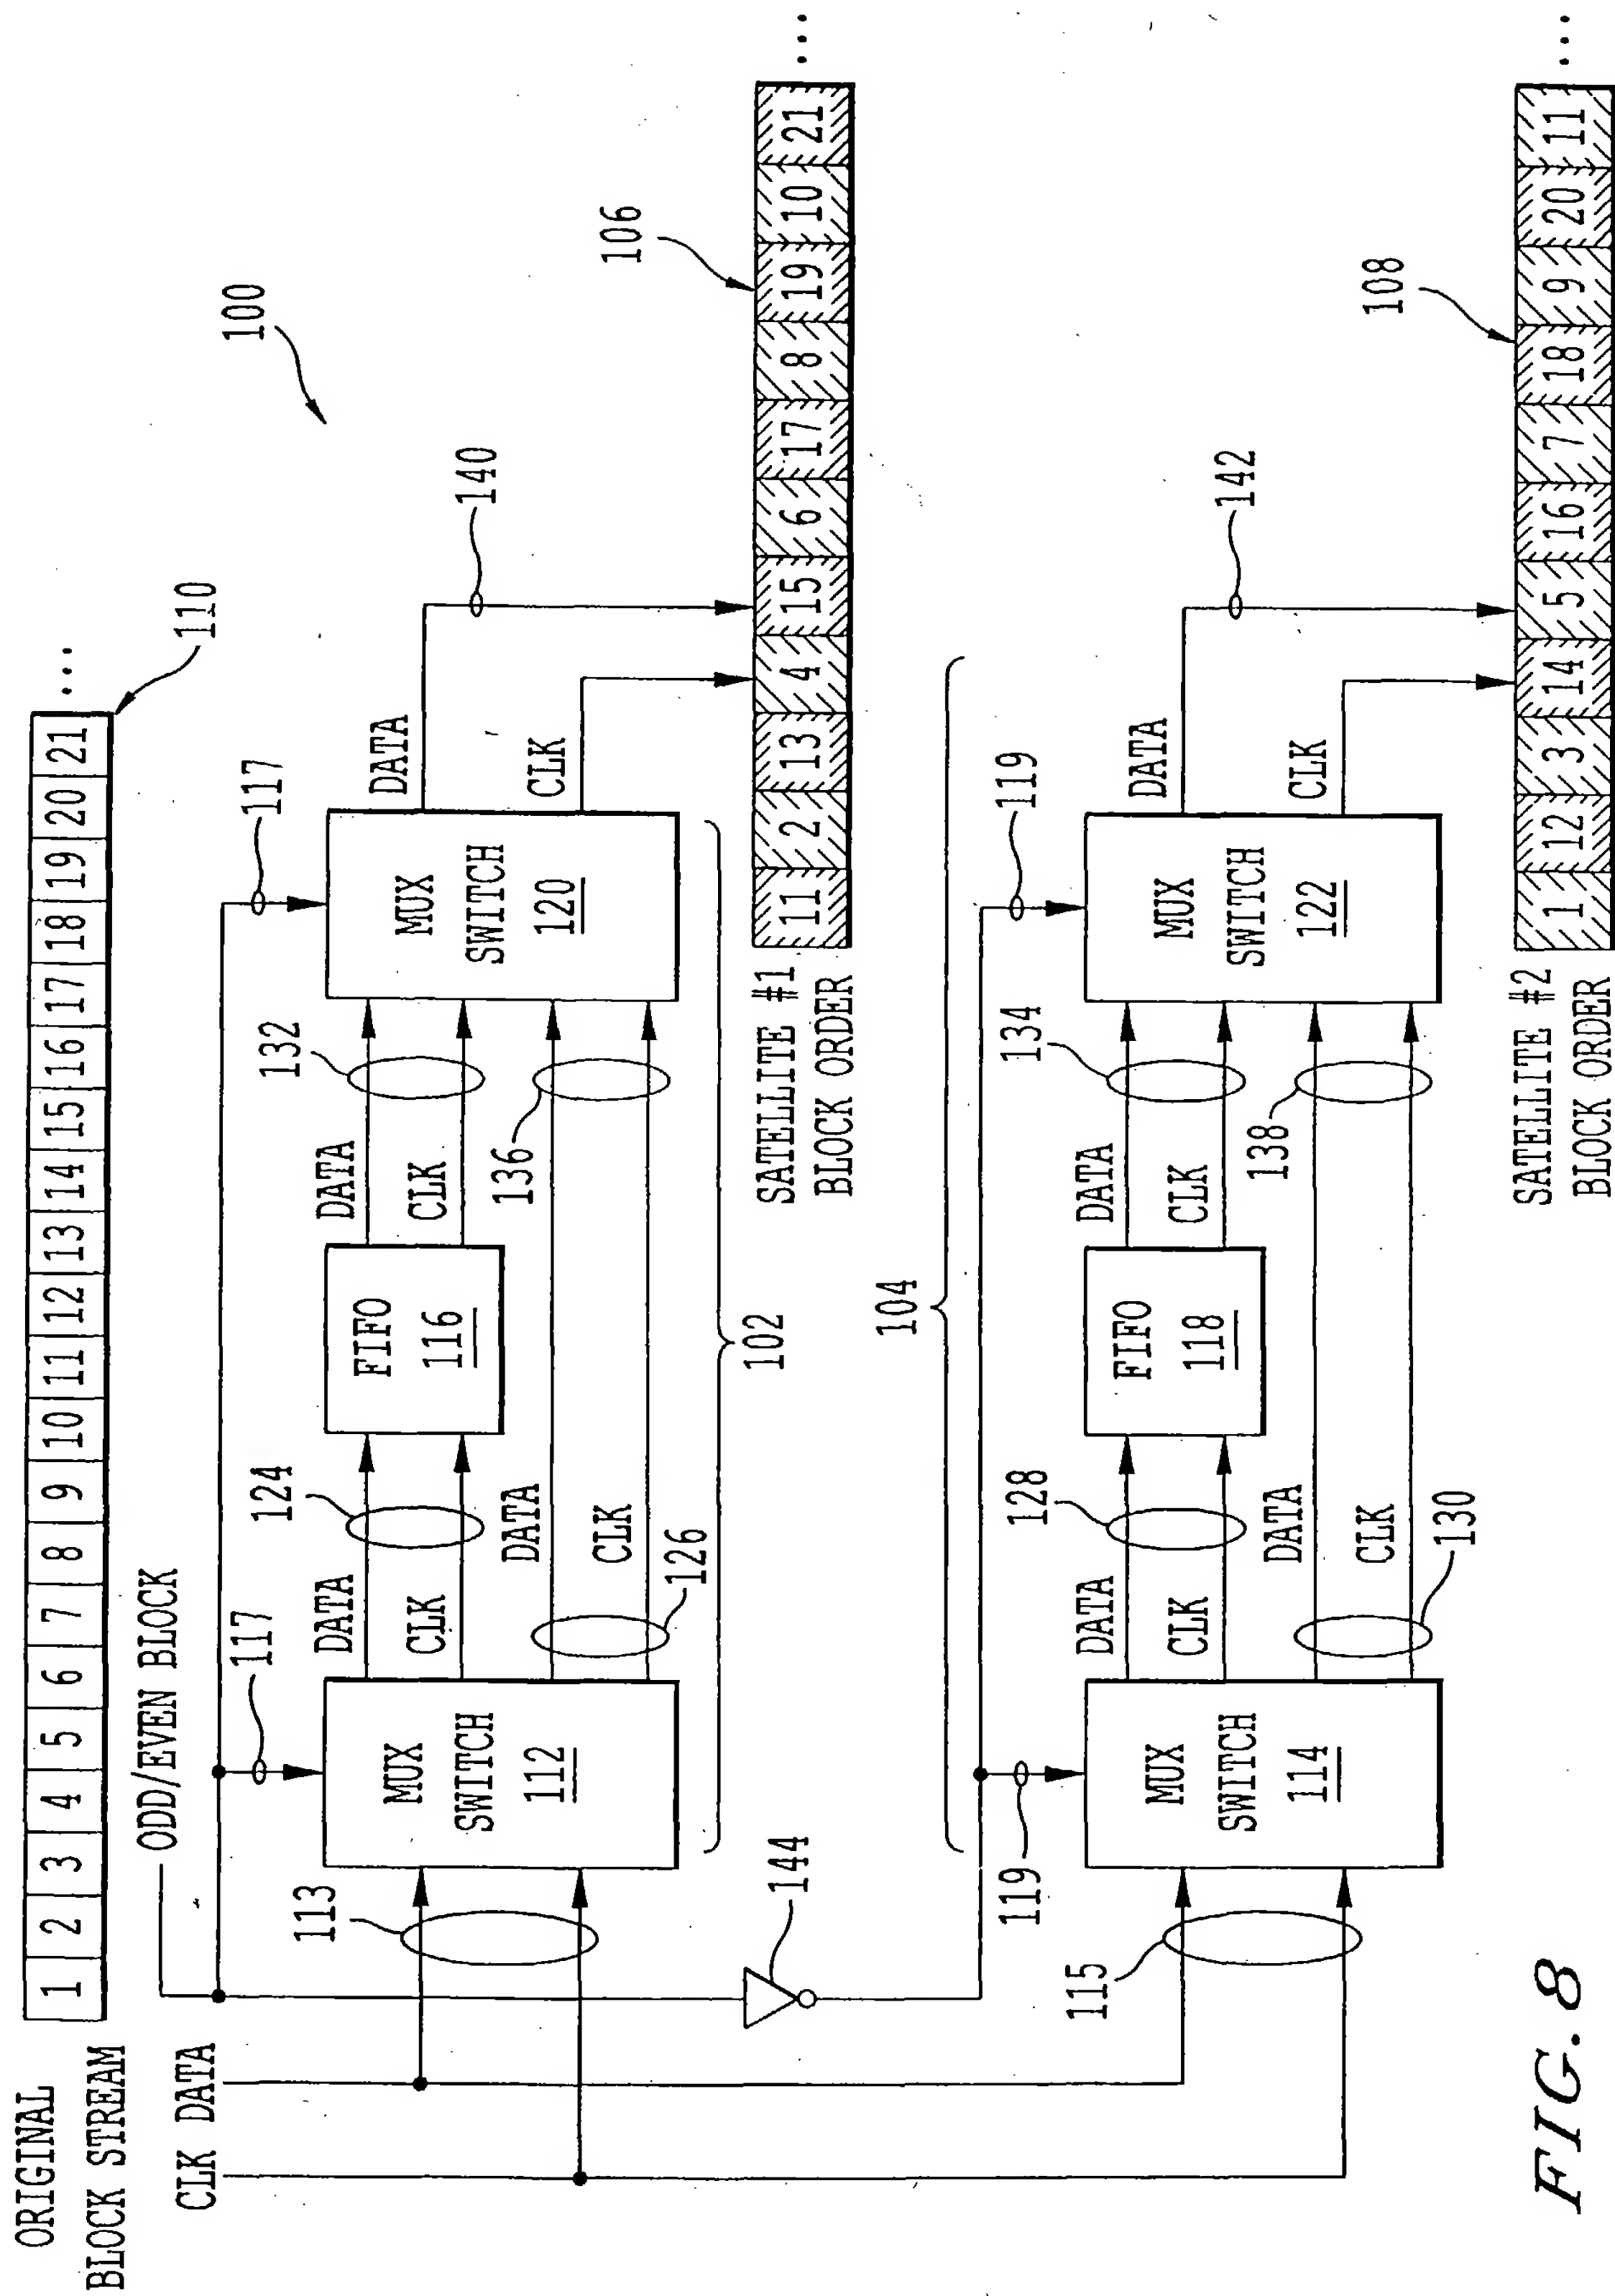 ORIGINAL
BLOCK STREAM
1 2 3 4 5 6 7 8 9 10 11 12 13 14 15 16 17 18 19 20 21 ...
110
ODD/EVEN BLOCK
CLK DATA
100
117
117
113
MUX
SWITCH
112
DATA
CLK
124
FIFO
116
DATA
CLK
132
DATA
CLK
126
136
MUX
SWITCH
120
DATA
CLK
140
102
106
SATELLITE #1
BLOCK ORDER
11 2 13 4 15 6 17 8 19 10 21 ...
144
104
119
119
115
MUX
SWITCH
114
DATA
CLK
128
FIFO
118
DATA
CLK
134
DATA
CLK
130
138
MUX
SWITCH
122
DATA
CLK
142
108
SATELLITE #2
BLOCK ORDER
1 12 3 14 5 16 7 18 9 20 11 ...
FIG. 8